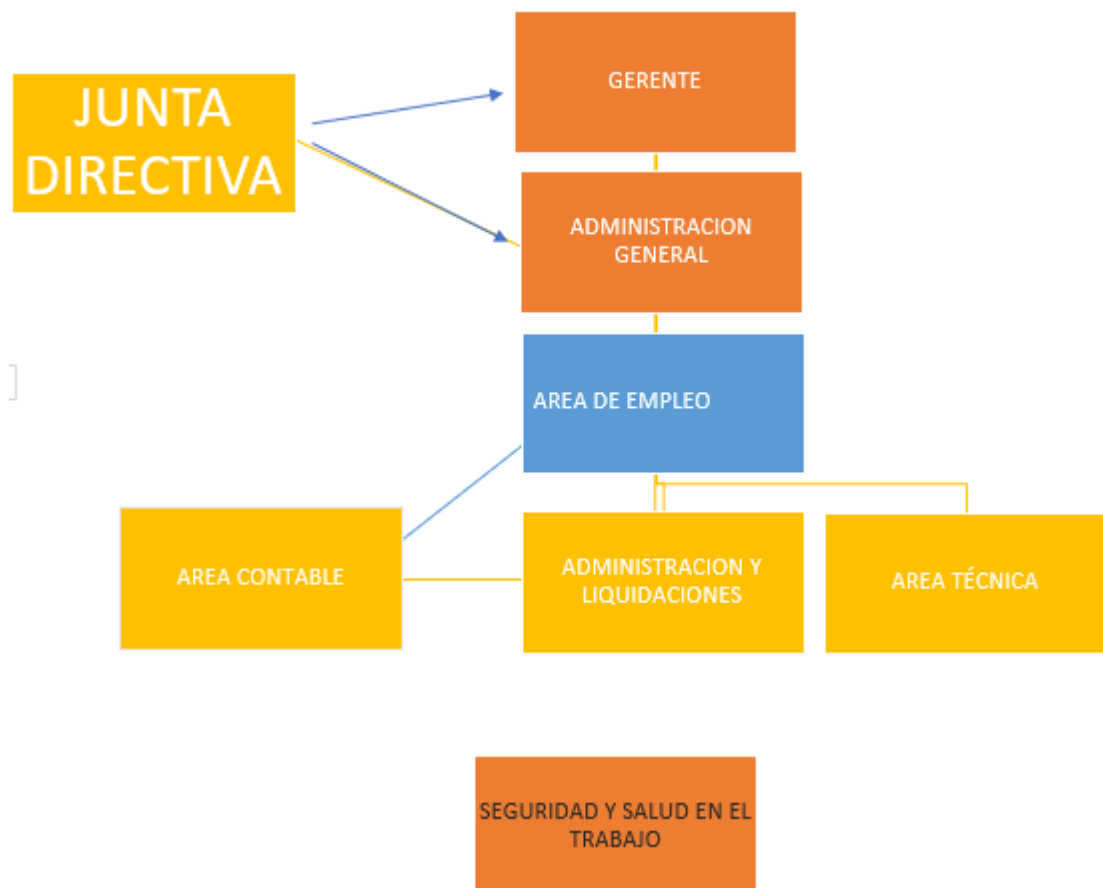 JUNTA
DIRECTIVA
GERENTE
ADMINISTRACION
GENERAL
AREA DE EMPLEO
AREA CONTABLE
ADMINISTRACION Y
LIQUIDACIONES
AREA TÉCNICA
SEGURIDAD Y SALUD EN EL
TRABAJO